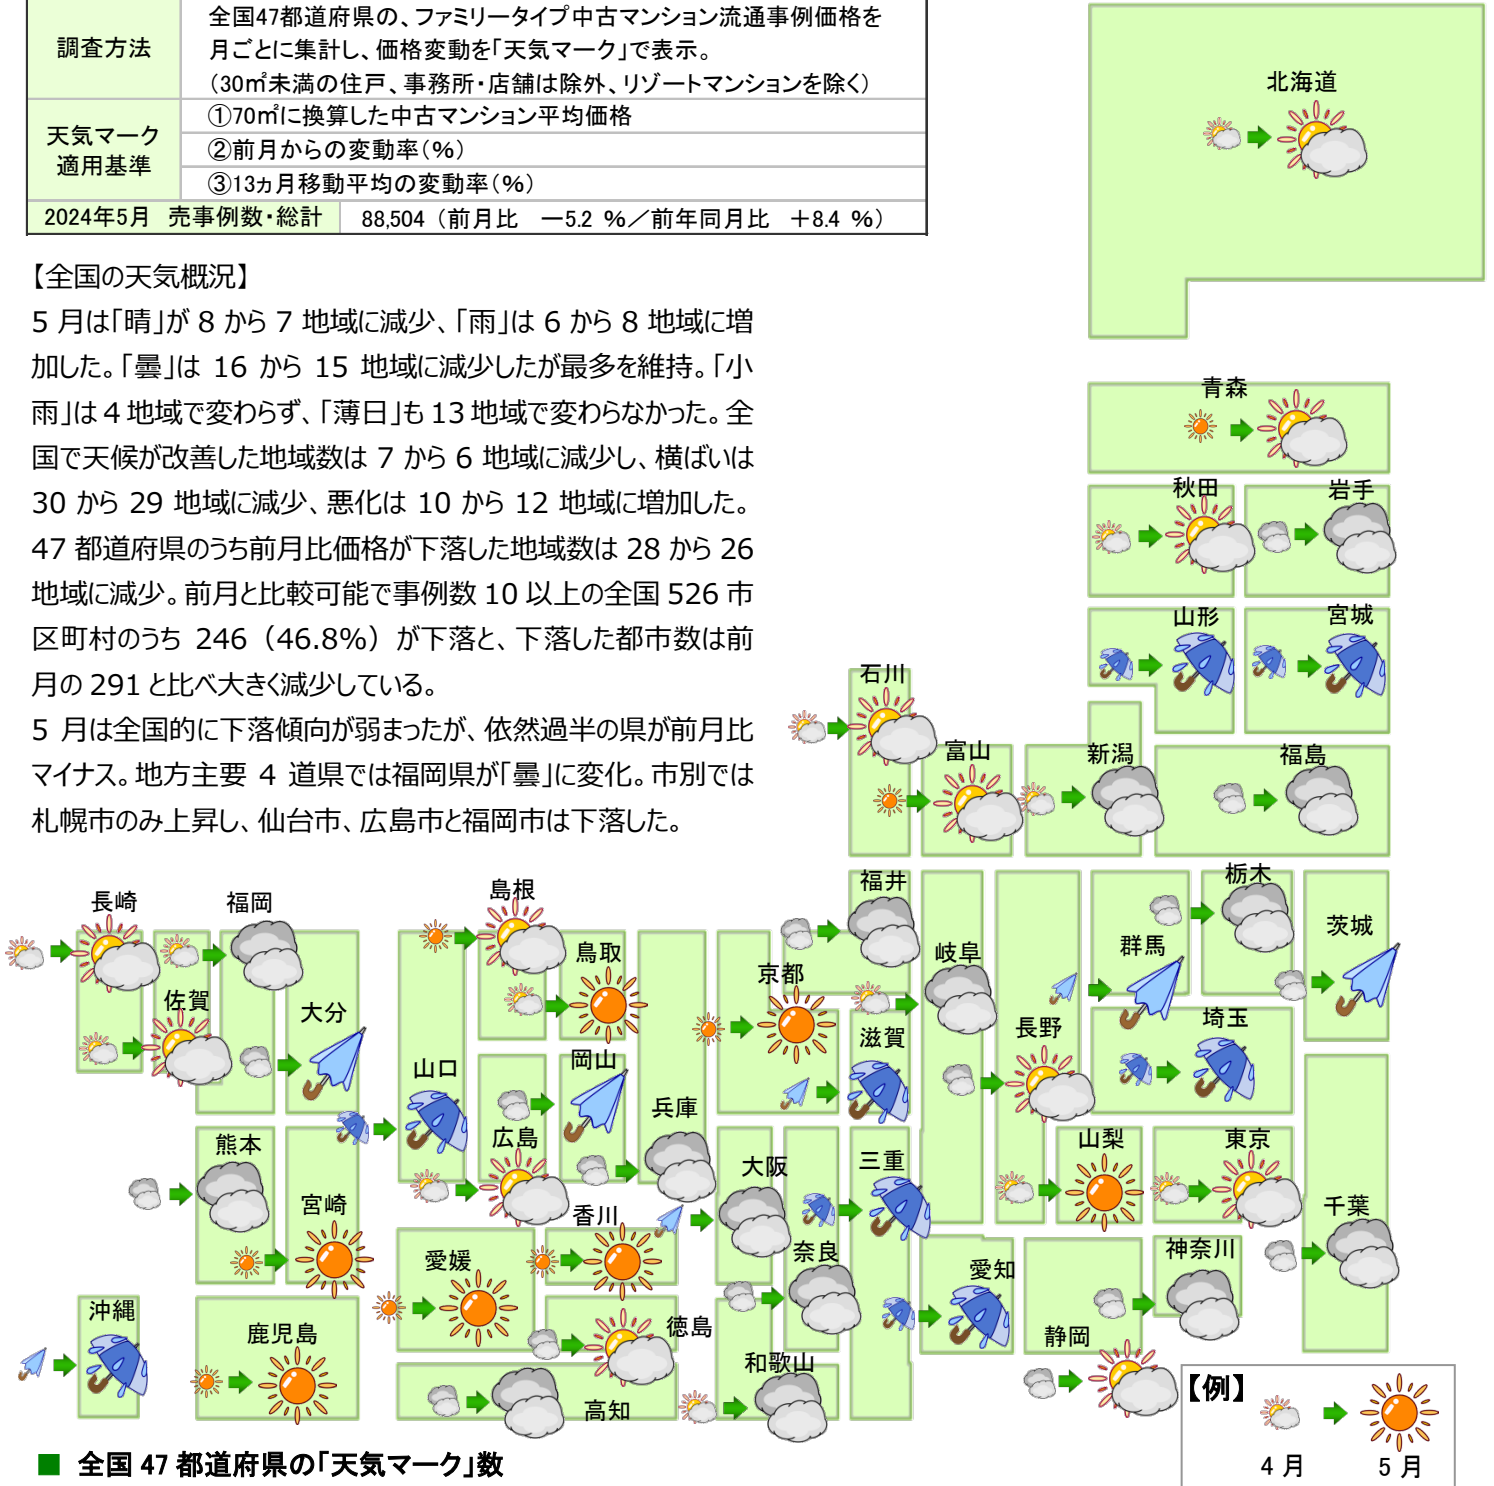 調査方法
全国47都道府県の、ファミリータイプ中古マンション流通事例価格を
月ごとに集計し、価格変動を「天気マーク」で表示。
（30㎡未満の住戸、事務所・店舗は除外、リゾートマンションを除く）
天気マーク
適用基準
①70㎡に換算した中古マンション平均価格
②前月からの変動率（％）
③13ヵ月移動平均の変動率（％）
2024年5月　売事例数・総計　88,504（前月比　－5.2 ％／前年同月比　＋8.4 ％）
【全国の天気概況】
5 月は「晴」が 8 から 7 地域に減少、「雨」は 6 から 8 地域に増
加した。「曇」は 16 から 15 地域に減少したが最多を維持。「小
雨」は 4 地域で変わらず、「薄日」も 13 地域で変わらなかった。全
国で天候が改善した地域数は 7 から 6 地域に減少し、横ばいは
30 から 29 地域に減少、悪化は 10 から 12 地域に増加した。
47 都道府県のうち前月比価格が下落した地域数は 28 から 26
地域に減少。前月と比較可能で事例数 10 以上の全国 526 市
区町村のうち 246（46.8%）が下落と、下落した都市数は前
月の 291 と比べ大きく減少している。
5 月は全国的に下落傾向が弱まったが、依然過半の県が前月比
マイナス。地方主要 4 道県では福岡県が「曇」に変化。市別では
札幌市のみ上昇し、仙台市、広島市と福岡市は下落した。
北海道
青森
秋田
岩手
山形
宮城
石川
富山
新潟
福島
長崎
福岡
島根
福井
栃木
茨城
鳥取
京都
岐阜
群馬
佐賀
大分
山口
岡山
滋賀
長野
埼玉
兵庫
熊本
広島
大阪
三重
山梨
東京
宮崎
香川
千葉
愛媛
奈良
愛知
神奈川
沖縄
鹿児島
徳島
静岡
和歌山
高知
【例】
4 月
5 月
■ 全国 47 都道府県の「天気マーク」数